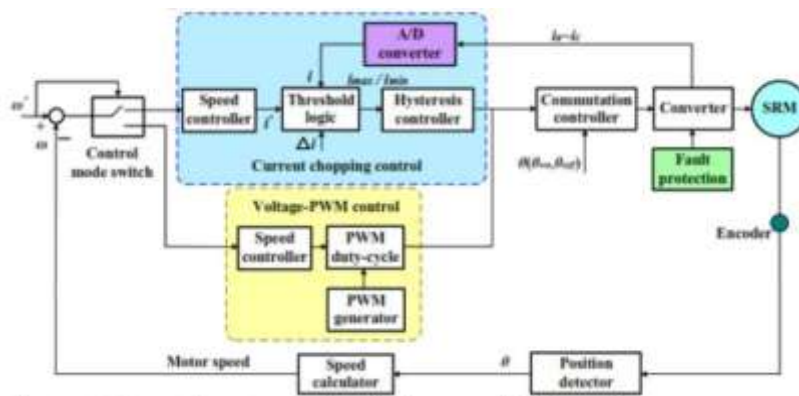 A/D
converter
ia~ic
i
Imax / Imin
ω*
Speed
controller
i*
Threshold
logic
Hysteresis
controller
Commutation
controller
Converter
SRM
+
ω
−
Control
mode switch
Δi
Current chopping control
θ(θon,θoff)
Fault
protection
Voltage-PWM control
Speed
controller
PWM
duty-cycle
Encoder
PWM
generator
Motor speed
Speed
calculator
θ
Position
detector